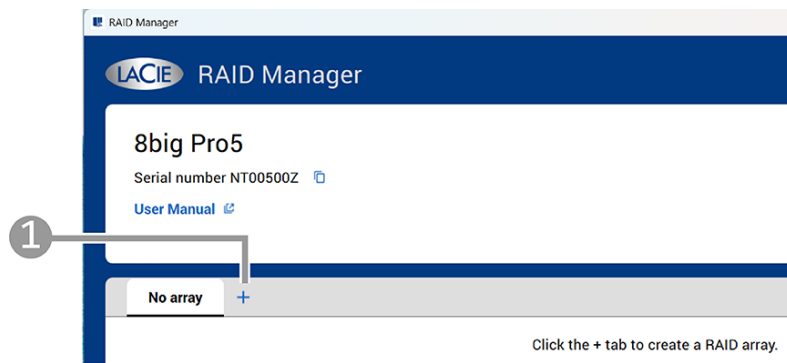 RAID Manager
LACIE RAID Manager
8big Pro5
Serial number NT00500Z
User Manual
1
No array +
Click the + tab to create a RAID array.